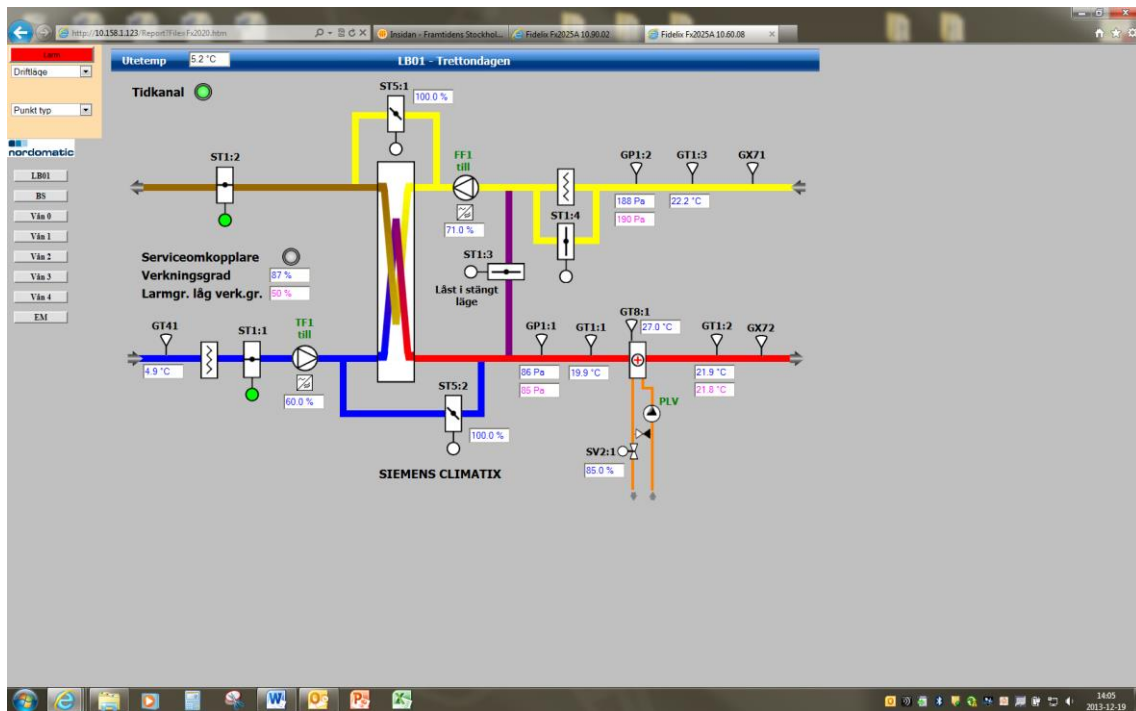 http://10.158.1.123/Report?File=Fx2020.htm
Insidan - Framtidens Stockhol...
Fidelix Fx2025A 10.90.02
Fidelix Fx2025A 10.60.08
Larm
Driftläge
Punkt typ
nordomatic
LB01
BS
Vån 0
Vån 1
Vån 2
Vån 3
Vån 4
EM
Utetemp 5.2 °C LB01 - Trettondagen
Tidkanal
ST5:1
100.0 %
ST1:2
FF1
till
71.0 %
GP1:2 GT1:3 GX71
188 Pa 22.2 °C
190 Pa
ST1:4
ST1:3
Låst i stängt
läge
Serviceomkopplare
Verkningsgrad 87 %
Larmgr. låg verk.gr. 60 %
GT41
4.9 °C
ST1:1
TF1
till
60.0 %
ST5:2
100.0 %
GP1:1 GT1:1
86 Pa 19.9 °C
85 Pa
GT8:1
27.0 °C
GT1:2 GX72
21.9 °C
21.8 °C
PLV
SV2:1
85.0 %
SIEMENS CLIMATIX
14:05
2013-12-19